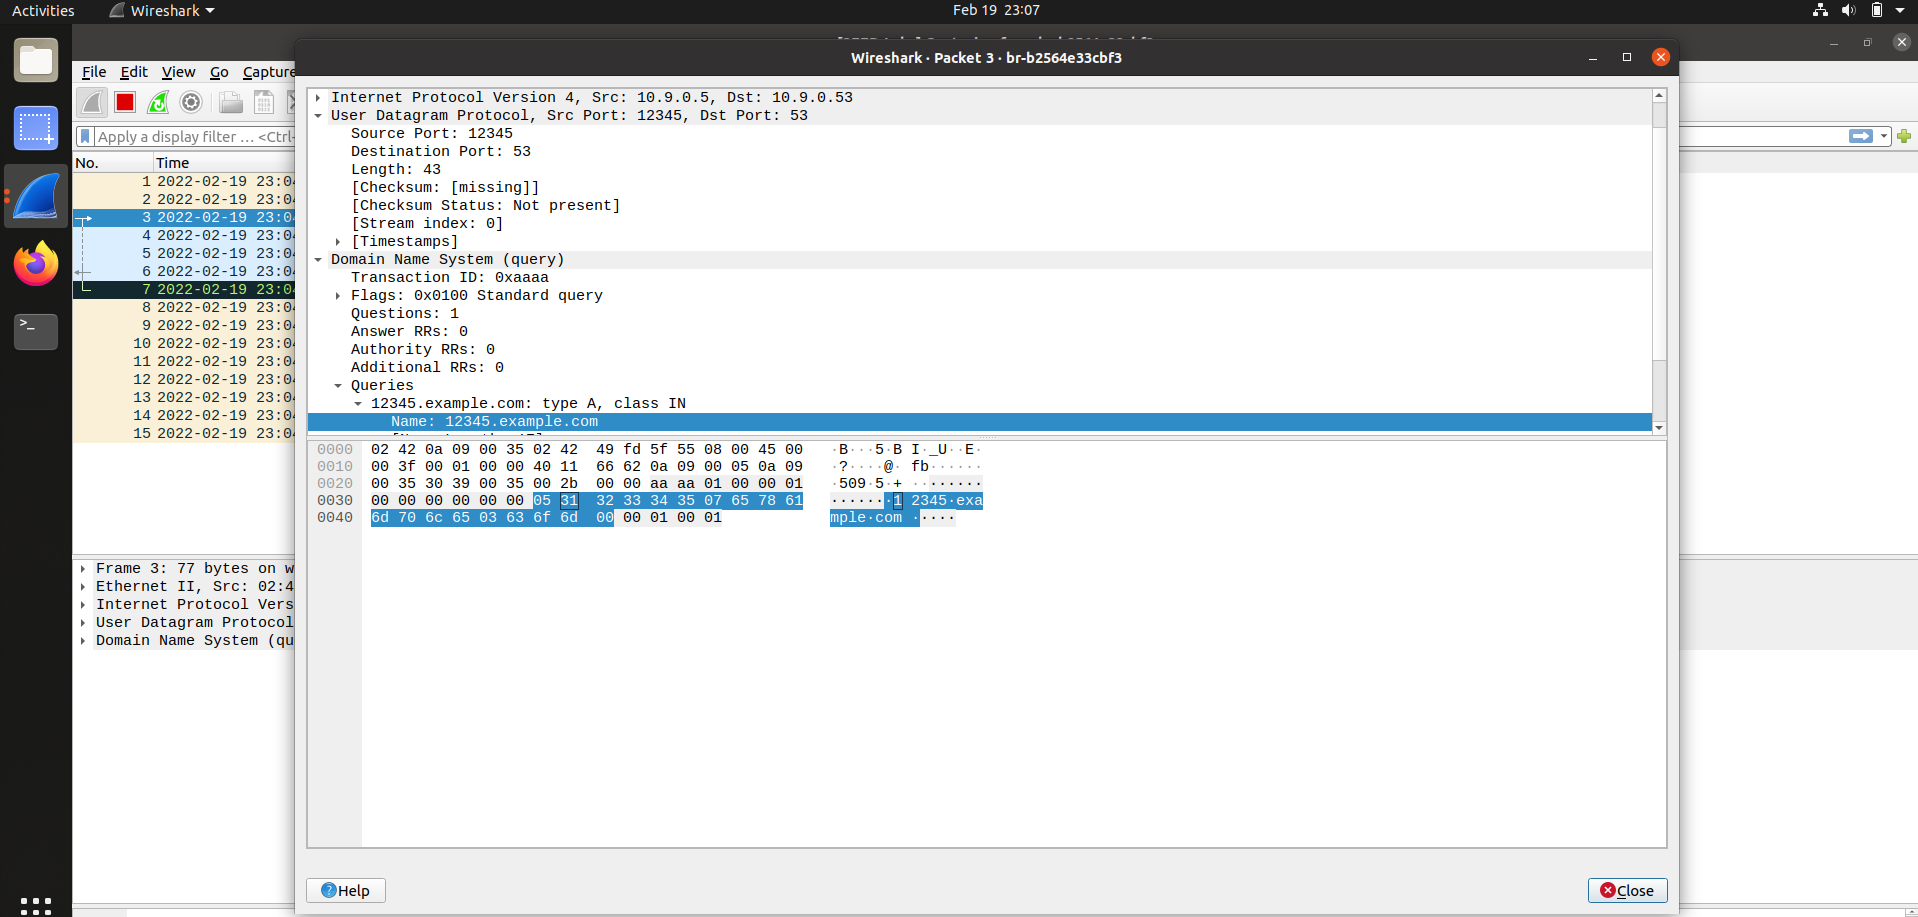 Activities Wireshark Feb 19 23:07
Wireshark · Packet 3 · br-b2564e33cbf3
File Edit View Go Capture
Apply a display filter … <Ctrl-
No. Time
1 2022-02-19 23:04
2 2022-02-19 23:04
3 2022-02-19 23:04
4 2022-02-19 23:04
5 2022-02-19 23:04
6 2022-02-19 23:04
7 2022-02-19 23:04
8 2022-02-19 23:04
9 2022-02-19 23:04
10 2022-02-19 23:04
11 2022-02-19 23:04
12 2022-02-19 23:04
13 2022-02-19 23:04
14 2022-02-19 23:04
15 2022-02-19 23:04
Frame 3: 77 bytes on w
Ethernet II, Src: 02:4
Internet Protocol Vers
User Datagram Protocol
Domain Name System (qu
Internet Protocol Version 4, Src: 10.9.0.5, Dst: 10.9.0.53
User Datagram Protocol, Src Port: 12345, Dst Port: 53
Source Port: 12345
Destination Port: 53
Length: 43
[Checksum: [missing]]
[Checksum Status: Not present]
[Stream index: 0]
[Timestamps]
Domain Name System (query)
Transaction ID: 0xaaaa
Flags: 0x0100 Standard query
Questions: 1
Answer RRs: 0
Authority RRs: 0
Additional RRs: 0
Queries
12345.example.com: type A, class IN
Name: 12345.example.com
0000 02 42 0a 09 00 35 02 42 49 fd 5f 55 08 00 45 00 ·B···5·B I·_U··E·
0010 00 3f 00 01 00 00 40 11 66 62 0a 09 00 05 0a 09 ·?····@· fb······
0020 00 35 30 39 00 35 00 2b 00 00 aa aa 01 00 00 01 ·509·5·+ ········
0030 00 00 00 00 00 00 05 31 32 33 34 35 07 65 78 61 ·······1 2345·exa
0040 6d 70 6c 65 03 63 6f 6d 00 00 01 00 01 mple·com ·····
Help Close